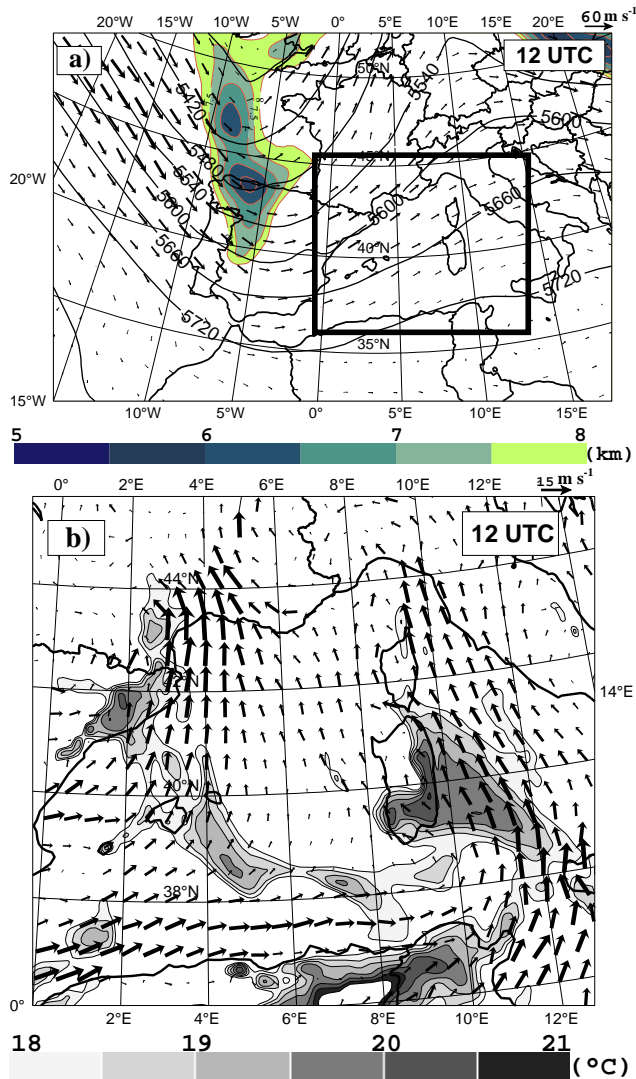 20°W 10°W 5°W 0° 5°E 10°E 20°E 60 m s⁻¹
a)
12 UTC
50°N
5540
5420
5600
45°N
5480
20°W
5540
5600
5660
5600
40°N
5660
5720
5720
35°N
15°W
10°W 5°W 0° 5°E 10°E 15°E
5 6 7 8
(km)
0° 2°E 4°E 6°E 8°E 10°E 12°E 15 m s⁻¹
b)
12 UTC
44°N
42°N
14°E
40°N
38°N
0°
2°E 4°E 6°E 8°E 10°E 12°E
18 19 20 21
(°C)